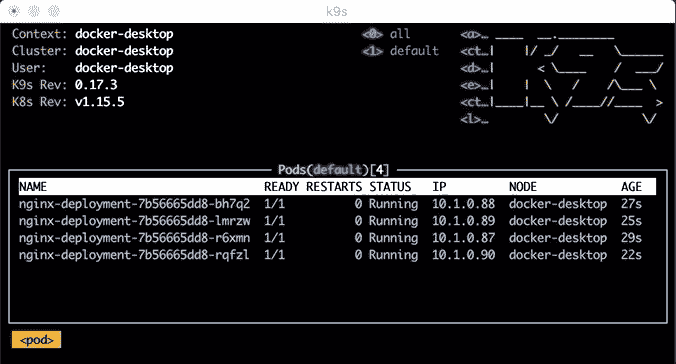 k9s
Context: docker-desktop
Cluster: docker-desktop
User: docker-desktop
K9s Rev: 0.17.3
K8s Rev: v1.15.5
<0> all
<1> default
<a>…
<ct…
<d>…
<e>…
<ct…
<l>…
Pods(default)[4]
NAME READY RESTARTS STATUS IP NODE AGE
nginx-deployment-7b56665dd8-bh7q2 1/1 0 Running 10.1.0.88 docker-desktop 27s
nginx-deployment-7b56665dd8-lmrzw 1/1 0 Running 10.1.0.89 docker-desktop 25s
nginx-deployment-7b56665dd8-r6xmn 1/1 0 Running 10.1.0.87 docker-desktop 29s
nginx-deployment-7b56665dd8-rqfzl 1/1 0 Running 10.1.0.90 docker-desktop 22s
<pod>